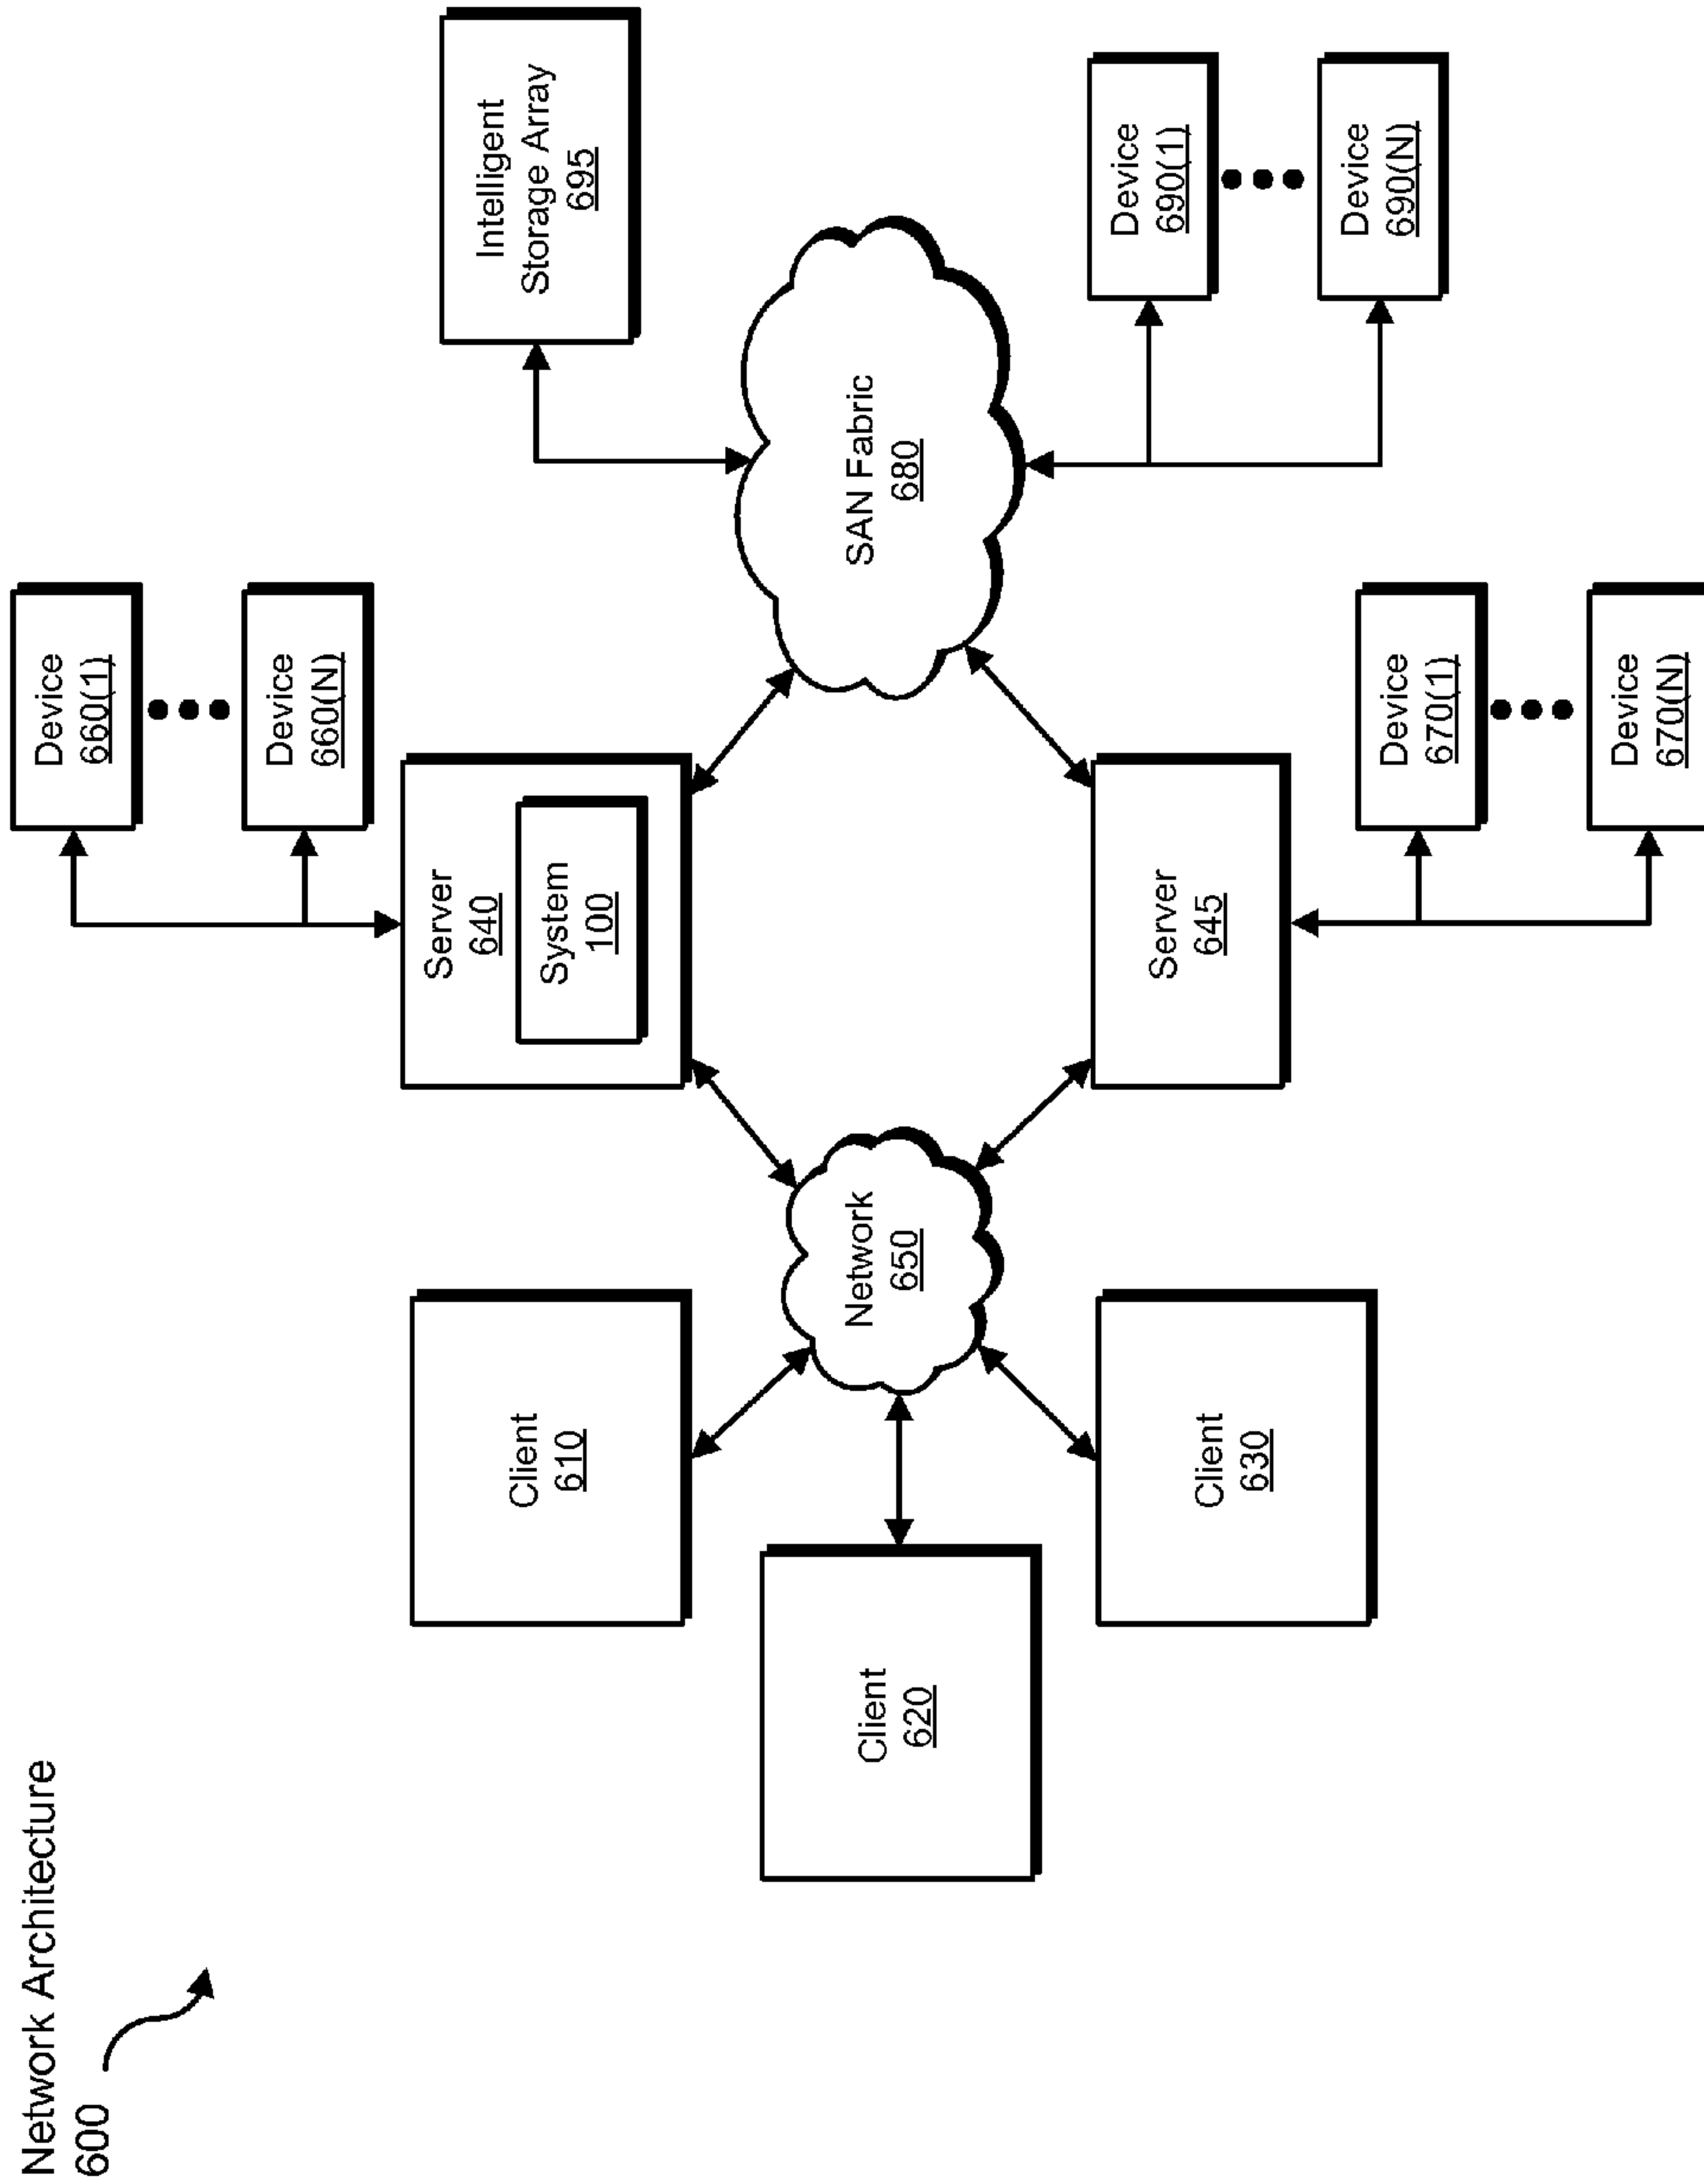 Network Architecture
600
Device
660(1)
Device
660(N)
Client
610
Server
640
System
100
Intelligent
Storage Array
695
Client
620
Network
650
SAN Fabric
680
Client
630
Server
645
Device
690(1)
Device
690(N)
Device
670(1)
Device
670(N)